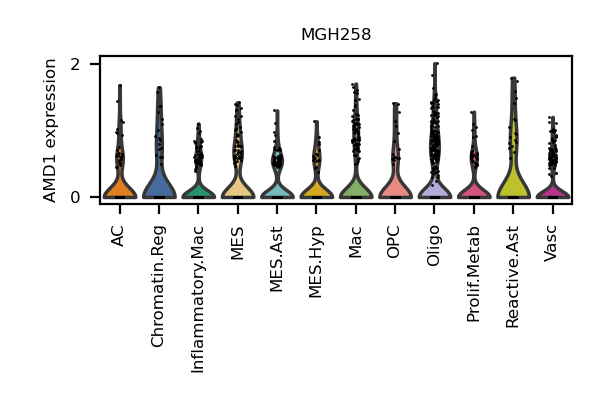 MGH258
AMD1 expression
2
0
AC
Chromatin.Reg
Inflammatory.Mac
MES
MES.Ast
MES.Hyp
Mac
OPC
Oligo
Prolif.Metab
Reactive.Ast
Vasc